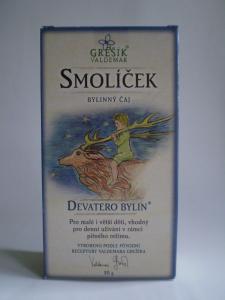 GREŠÍK
VALDEMAR
SMOLÍČEK
BYLINNÝ ČAJ
DEVATERO BYLIN®
Pro malé i větší děti, vhodný
pro denní užívání v rámci
pitného režimu.
VYROBENO PODLE PŮVODNÍ
RECEPTURY VALDEMARA GREŠÍKA
50 g